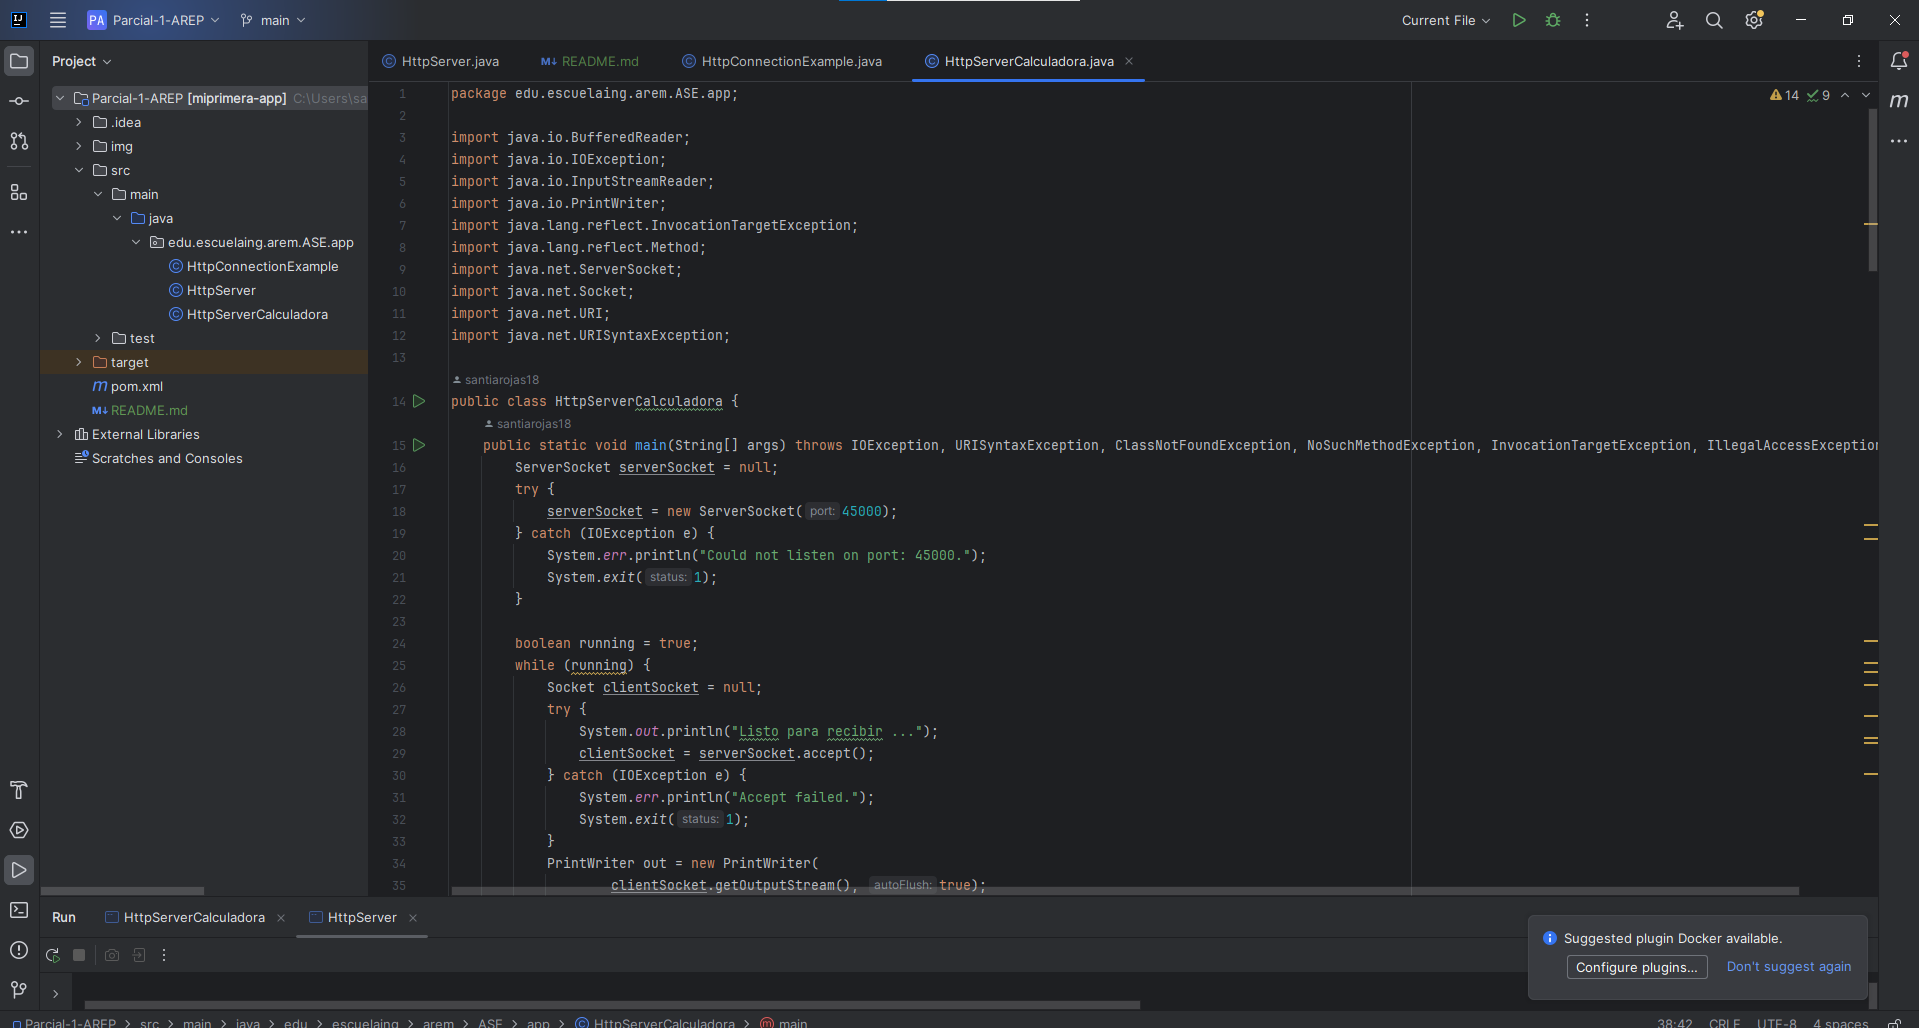 PA Parcial-1-AREP main Current File
Project
HttpServer.java README.md HttpConnectionExample.java HttpServerCalculadora.java
Parcial-1-AREP [miprimera-app] C:\Users\sa
.idea
img
src
main
java
edu.escuelaing.arem.ASE.app
HttpConnectionExample
HttpServer
HttpServerCalculadora
test
target
pom.xml
README.md
External Libraries
Scratches and Consoles
14 9
1 package edu.escuelaing.arem.ASE.app;
2
3 import java.io.BufferedReader;
4 import java.io.IOException;
5 import java.io.InputStreamReader;
6 import java.io.PrintWriter;
7 import java.lang.reflect.InvocationTargetException;
8 import java.lang.reflect.Method;
9 import java.net.ServerSocket;
10 import java.net.Socket;
11 import java.net.URI;
12 import java.net.URISyntaxException;
13
santiarojas18
14 public class HttpServerCalculadora {
santiarojas18
15 public static void main(String[] args) throws IOException, URISyntaxException, ClassNotFoundException, NoSuchMethodException, InvocationTargetException, IllegalAccessException
16 ServerSocket serverSocket = null;
17 try {
18 serverSocket = new ServerSocket( port: 45000);
19 } catch (IOException e) {
20 System.err.println("Could not listen on port: 45000.");
21 System.exit( status: 1);
22 }
23
24 boolean running = true;
25 while (running) {
26 Socket clientSocket = null;
27 try {
28 System.out.println("Listo para recibir ...");
29 clientSocket = serverSocket.accept();
30 } catch (IOException e) {
31 System.err.println("Accept failed.");
32 System.exit( status: 1);
33 }
34 PrintWriter out = new PrintWriter(
35 clientSocket.getOutputStream(), autoFlush: true);
Run HttpServerCalculadora HttpServer
Suggested plugin Docker available.
Configure plugins... Don't suggest again
Parcial-1-AREP > src > main > java > edu > escuelaing > arem > ASE > app > HttpServerCalculadora > main 38:42 CRLF UTF-8 4 spaces